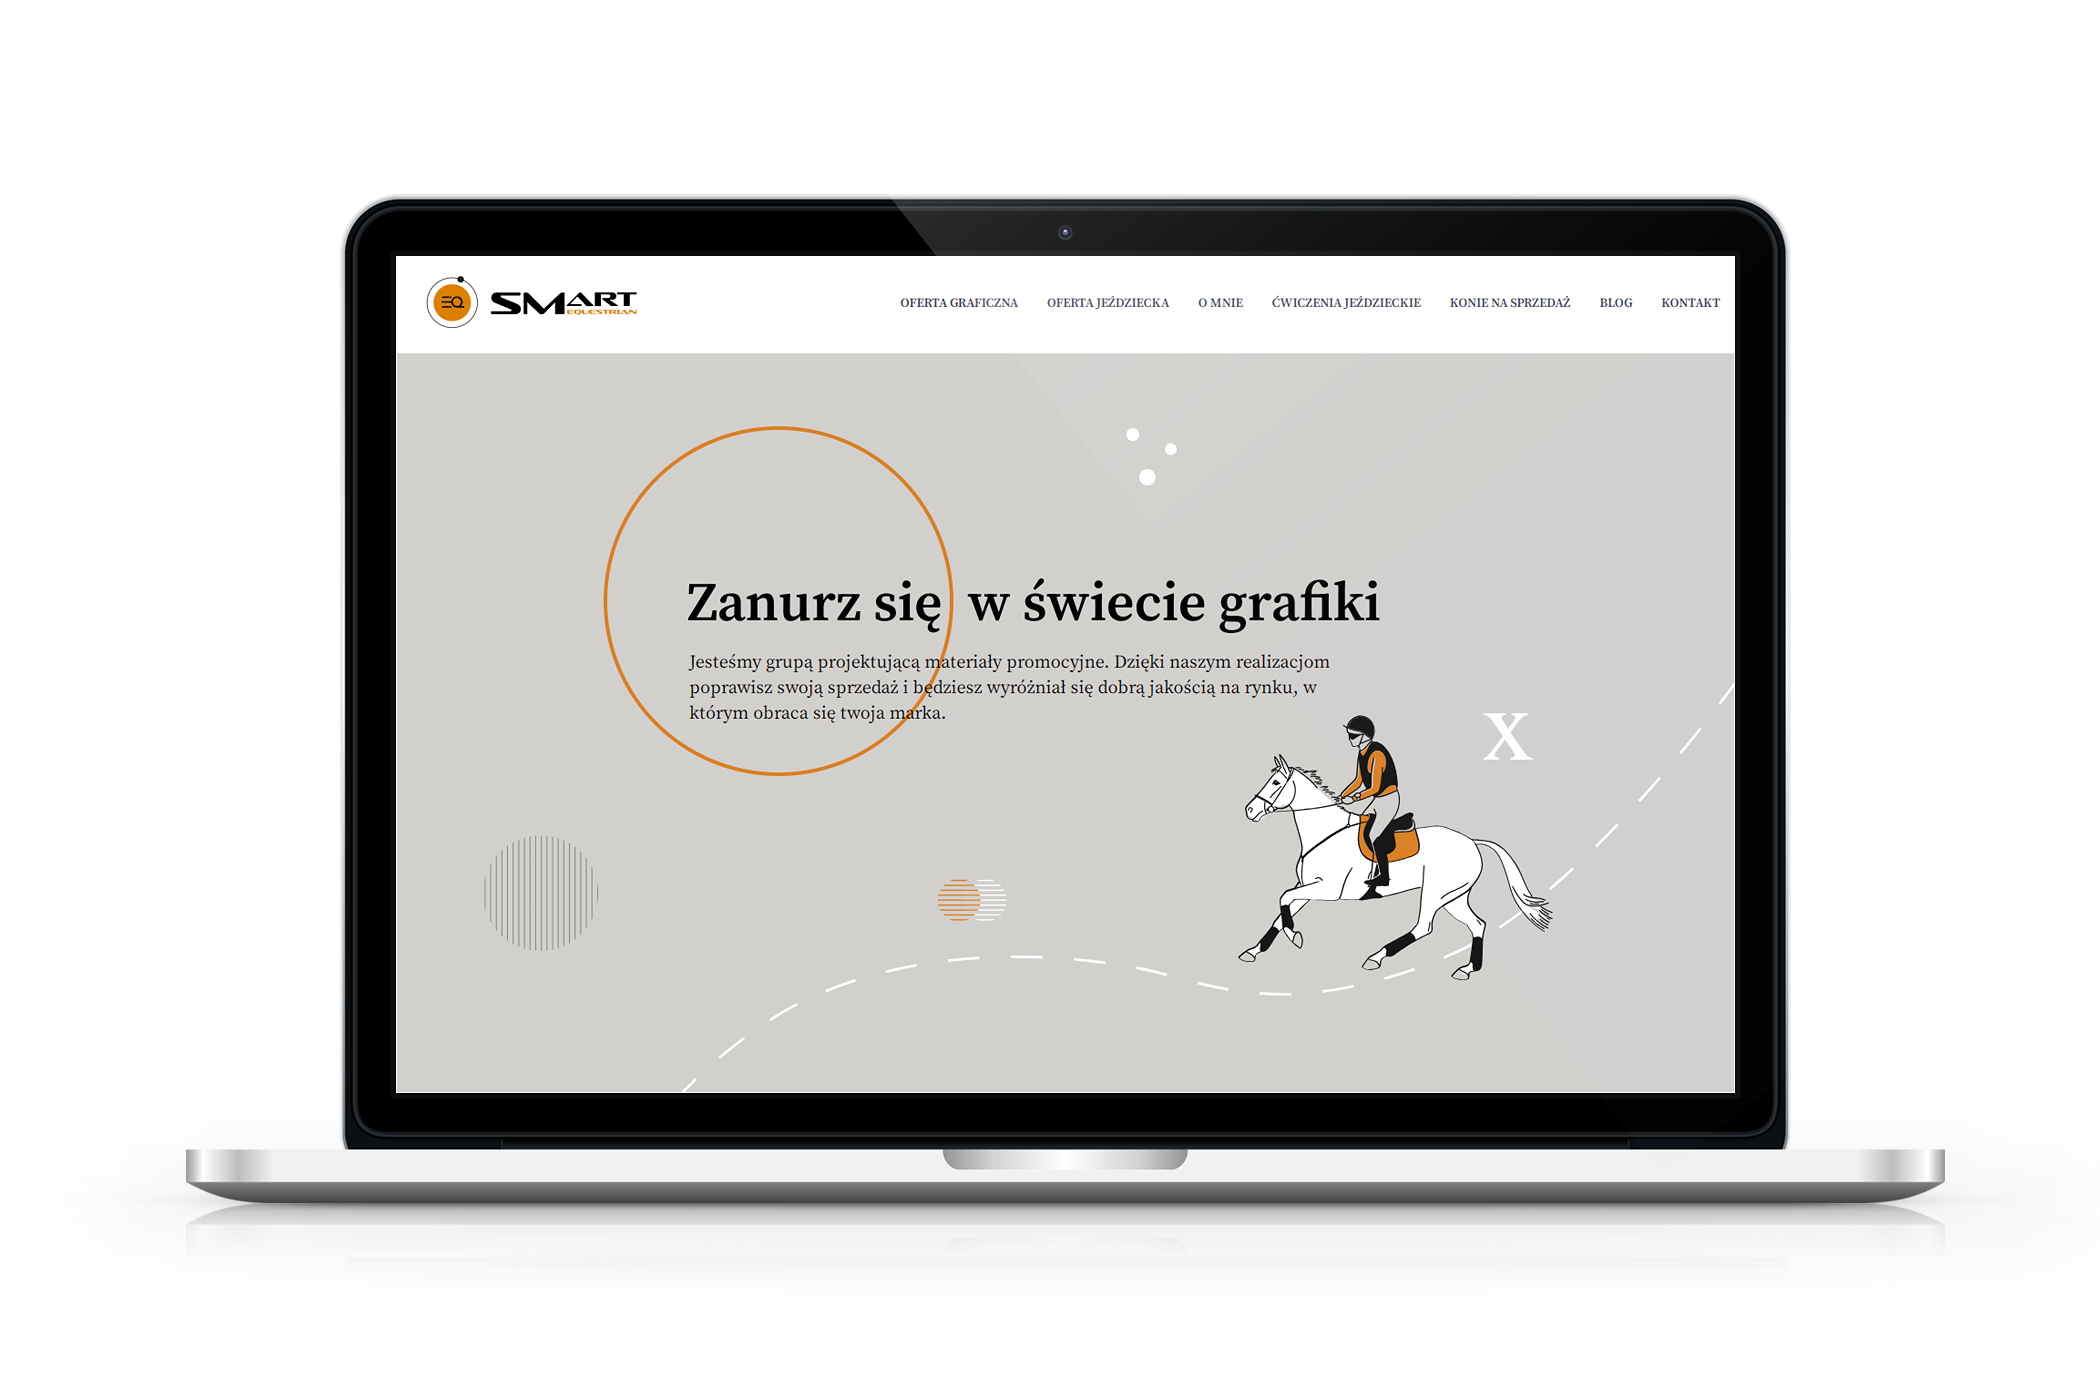 EQ SMART
EQUESTRIAN
OFERTA GRAFICZNA OFERTA JEŹDZIECKA O MNIE ĆWICZENIA JEŹDZIECKIE KONIE NA SPRZEDAŻ BLOG KONTAKT
Zanurz się w świecie grafiki
Jesteśmy grupą projektującą materiały promocyjne. Dzięki naszym realizacjom
poprawisz swoją sprzedaż i będziesz wyróżniał się dobrą jakością na rynku, w
którym obraca się twoja marka.
X